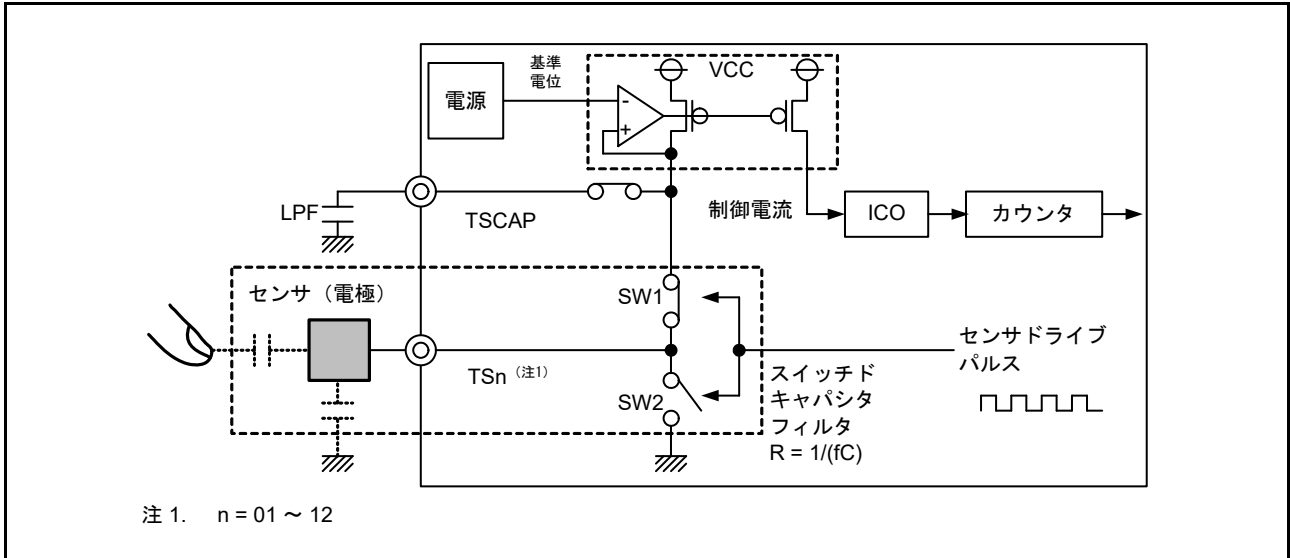 基準
電位
VCC
電源
-
+
LPF
TSCAP
制御電流
ICO
カウンタ
センサ（電極）
SW1
TSn（注1）
SW2
センサドライブ
パルス
スイッチド
キャパシタ
フィルタ
R = 1/(fC)
注 1. n = 01 ～ 12